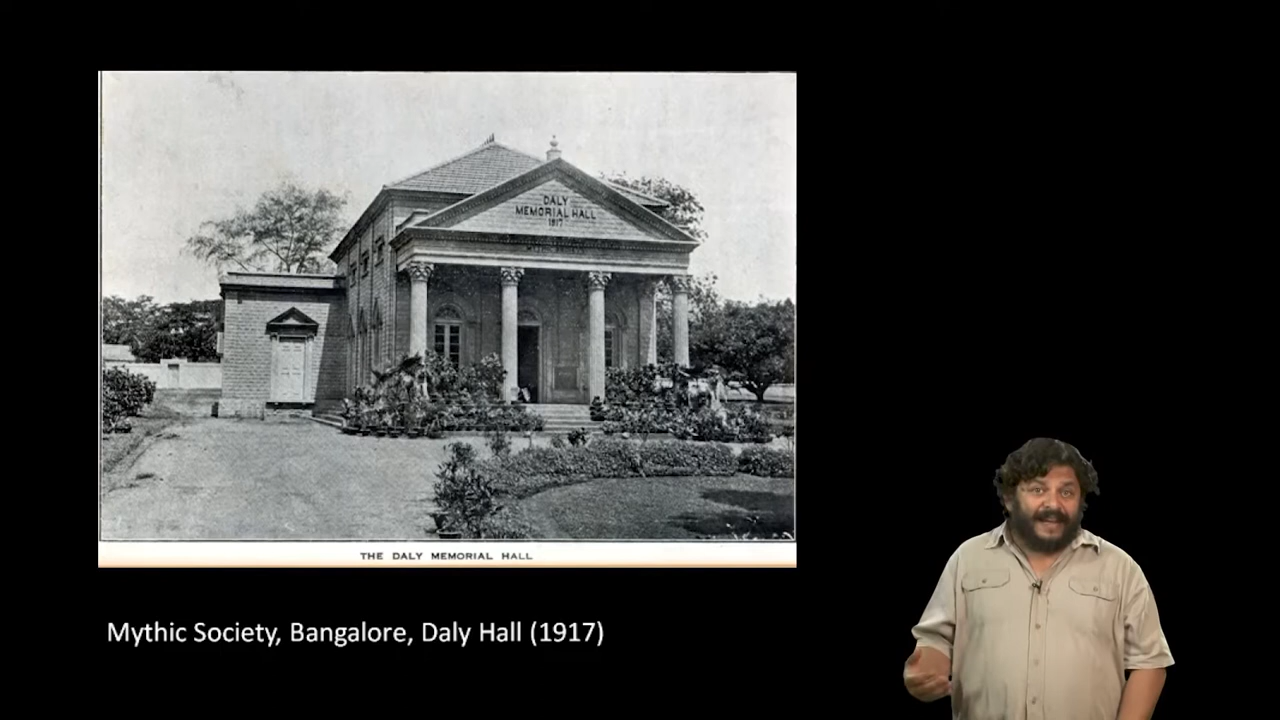 DALY
MEMORIAL HALL
1917
THE DALY MEMORIAL HALL
Mythic Society, Bangalore, Daly Hall (1917)